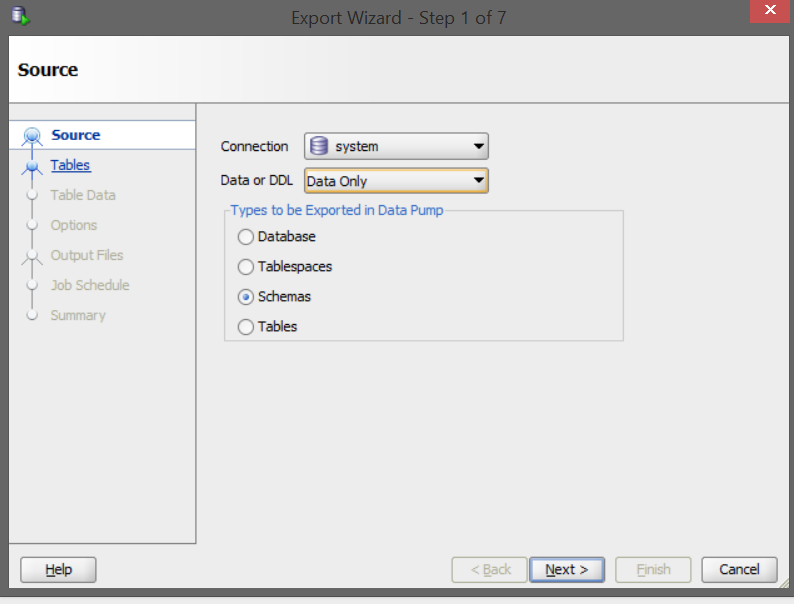 Export Wizard - Step 1 of 7
Source
Source
Tables
Table Data
Options
Output Files
Job Schedule
Summary
Connection system
Data or DDL Data Only
Types to be Exported in Data Pump
Database
Tablespaces
Schemas
Tables
Help < Back Next > Finish Cancel